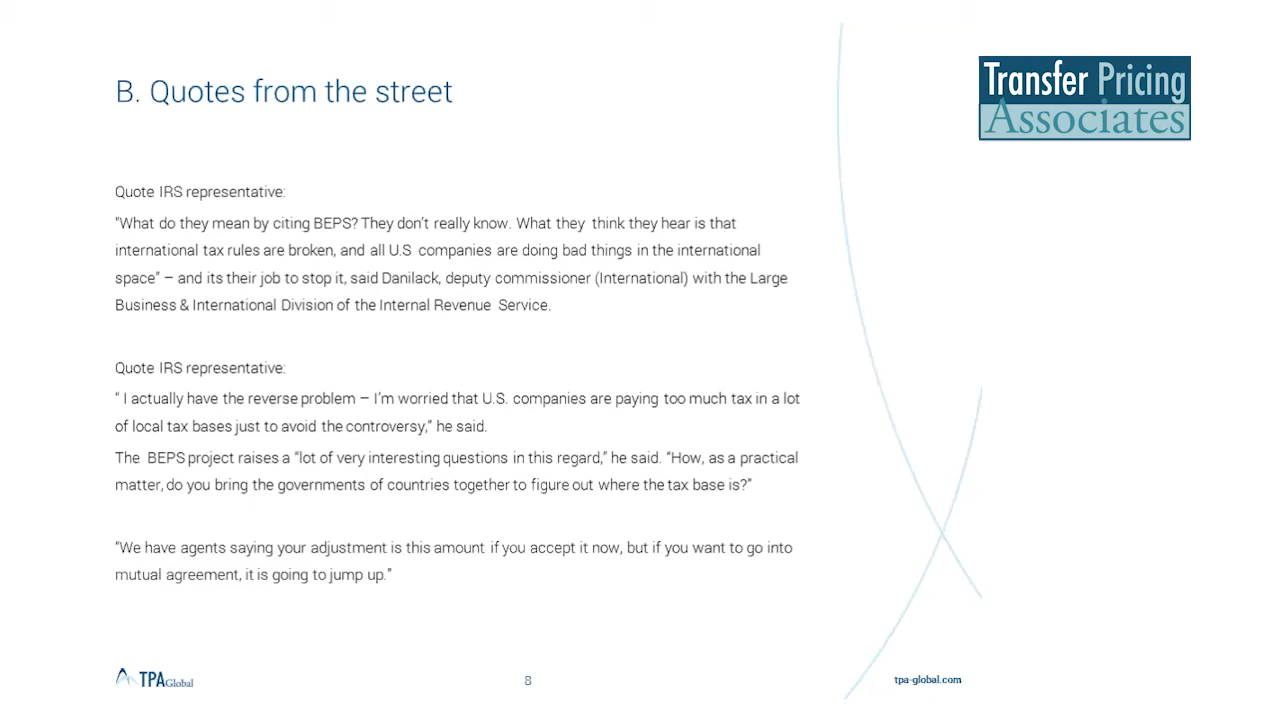 B. Quotes from the street
Transfer Pricing
Associates
Quote IRS representative:
“What do they mean by citing BEPS? They don’t really know. What they think they hear is that
international tax rules are broken, and all U.S companies are doing bad things in the international
space” – and its their job to stop it, said Danilack, deputy commissioner (International) with the Large
Business & International Division of the Internal Revenue Service.
Quote IRS representative:
“ I actually have the reverse problem – I’m worried that U.S. companies are paying too much tax in a lot
of local tax bases just to avoid the controversy,” he said.
The BEPS project raises a “lot of very interesting questions in this regard,” he said. “How, as a practical
matter, do you bring the governments of countries together to figure out where the tax base is?”
“We have agents saying your adjustment is this amount if you accept it now, but if you want to go into
mutual agreement, it is going to jump up.”
TPA Global
8
tpa-global.com